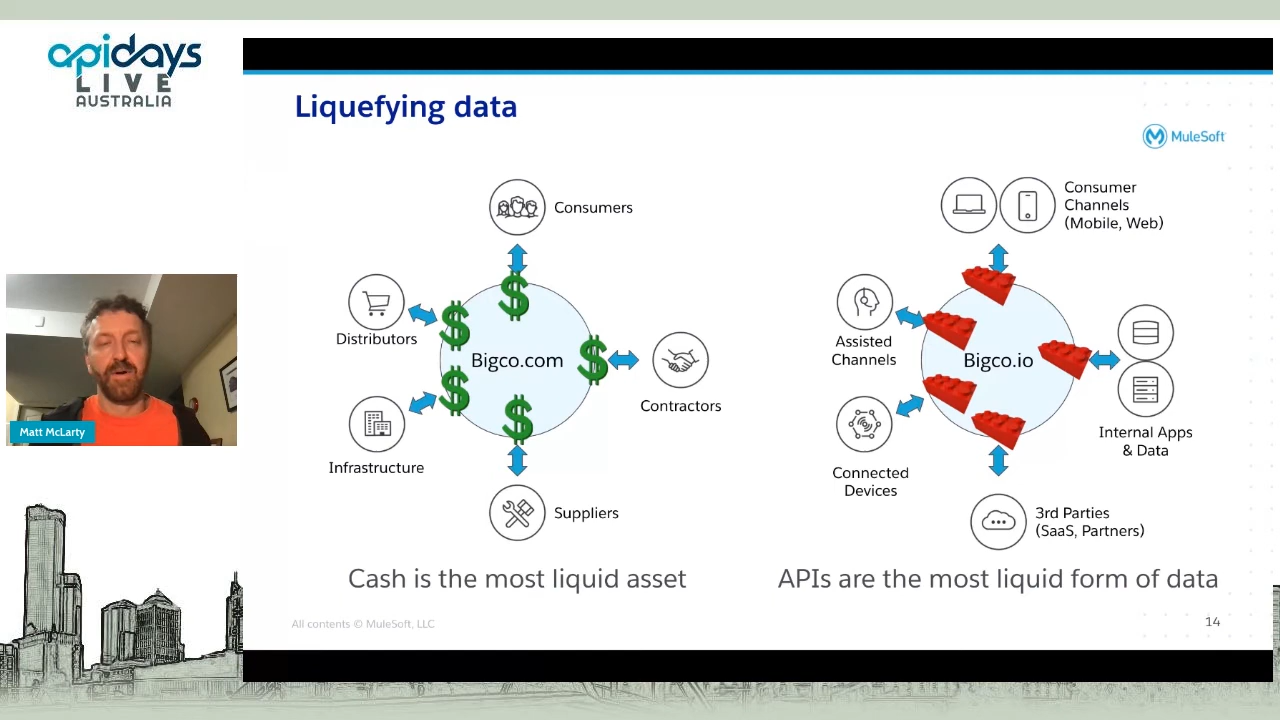 apidays
LIVE
AUSTRALIA
Liquefying data
MuleSoft
Consumers
Distributors
Bigco.com
Contractors
Infrastructure
Suppliers
Cash is the most liquid asset
Consumer
Channels
(Mobile, Web)
Assisted
Channels
Bigco.io
Internal Apps
& Data
Connected
Devices
3rd Parties
(SaaS, Partners)
APIs are the most liquid form of data
Matt McLarty
All contents © MuleSoft, LLC
14